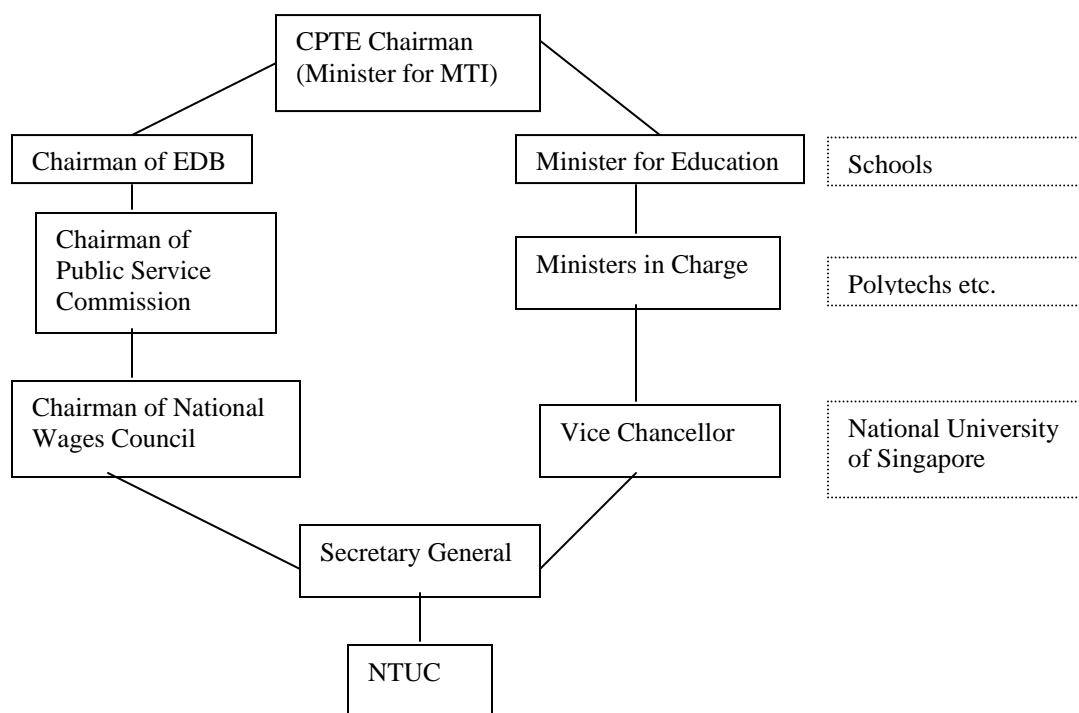 CPTE Chairman
(Minister for MTI)
Chairman of EDB
Minister for Education
Schools
Chairman of
Public Service
Commission
Ministers in Charge
Polytechs etc.
Chairman of National
Wages Council
Vice Chancellor
National University
of Singapore
Secretary General
NTUC